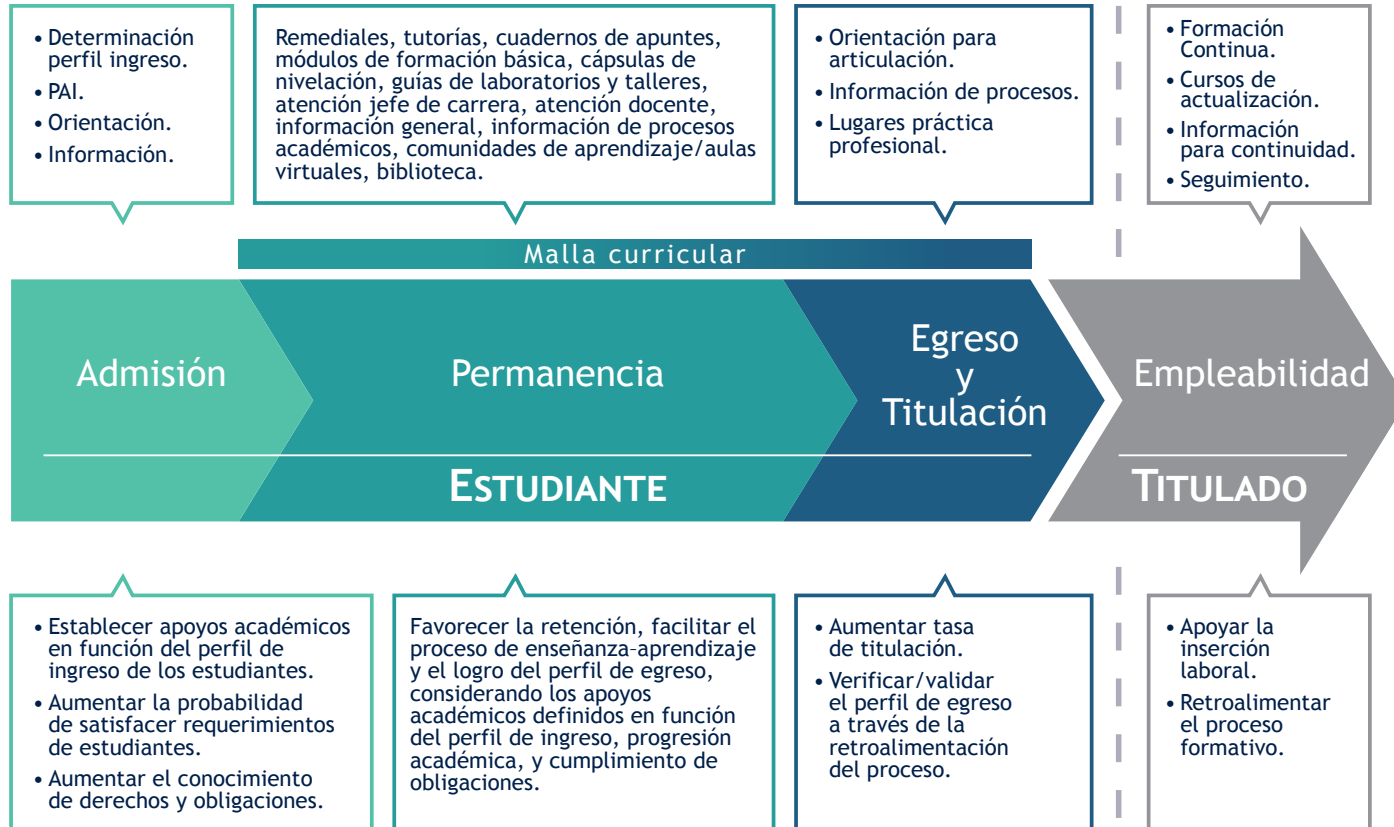 • Determinación
perfil ingreso.
• PAI.
• Orientación.
• Información.
Remediales, tutorías, cuadernos de apuntes,
módulos de formación básica, cápsulas de
nivelación, guías de laboratorios y talleres,
atención jefe de carrera, atención docente,
información general, información de procesos
académicos, comunidades de aprendizaje/aulas
virtuales, biblioteca.
• Orientación para
articulación.
• Información de procesos.
• Lugares práctica
profesional.
• Formación
Continua.
• Cursos de
actualización.
• Información
para continuidad.
• Seguimiento.
Malla curricular
Admisión
Permanencia
Egreso
y
Titulación
Empleabilidad
ESTUDIANTE
TITULADO
• Establecer apoyos académicos
en función del perfil de
ingreso de los estudiantes.
• Aumentar la probabilidad
de satisfacer requerimientos
de estudiantes.
• Aumentar el conocimiento
de derechos y obligaciones.
Favorecer la retención, facilitar el
proceso de enseñanza-aprendizaje
y el logro del perfil de egreso,
considerando los apoyos
académicos definidos en función
del perfil de ingreso, progresión
académica, y cumplimiento de
obligaciones.
• Aumentar tasa
de titulación.
• Verificar/validar
el perfil de egreso
a través de la
retroalimentación
del proceso.
• Apoyar la
inserción
laboral.
• Retroalimentar
el proceso
formativo.